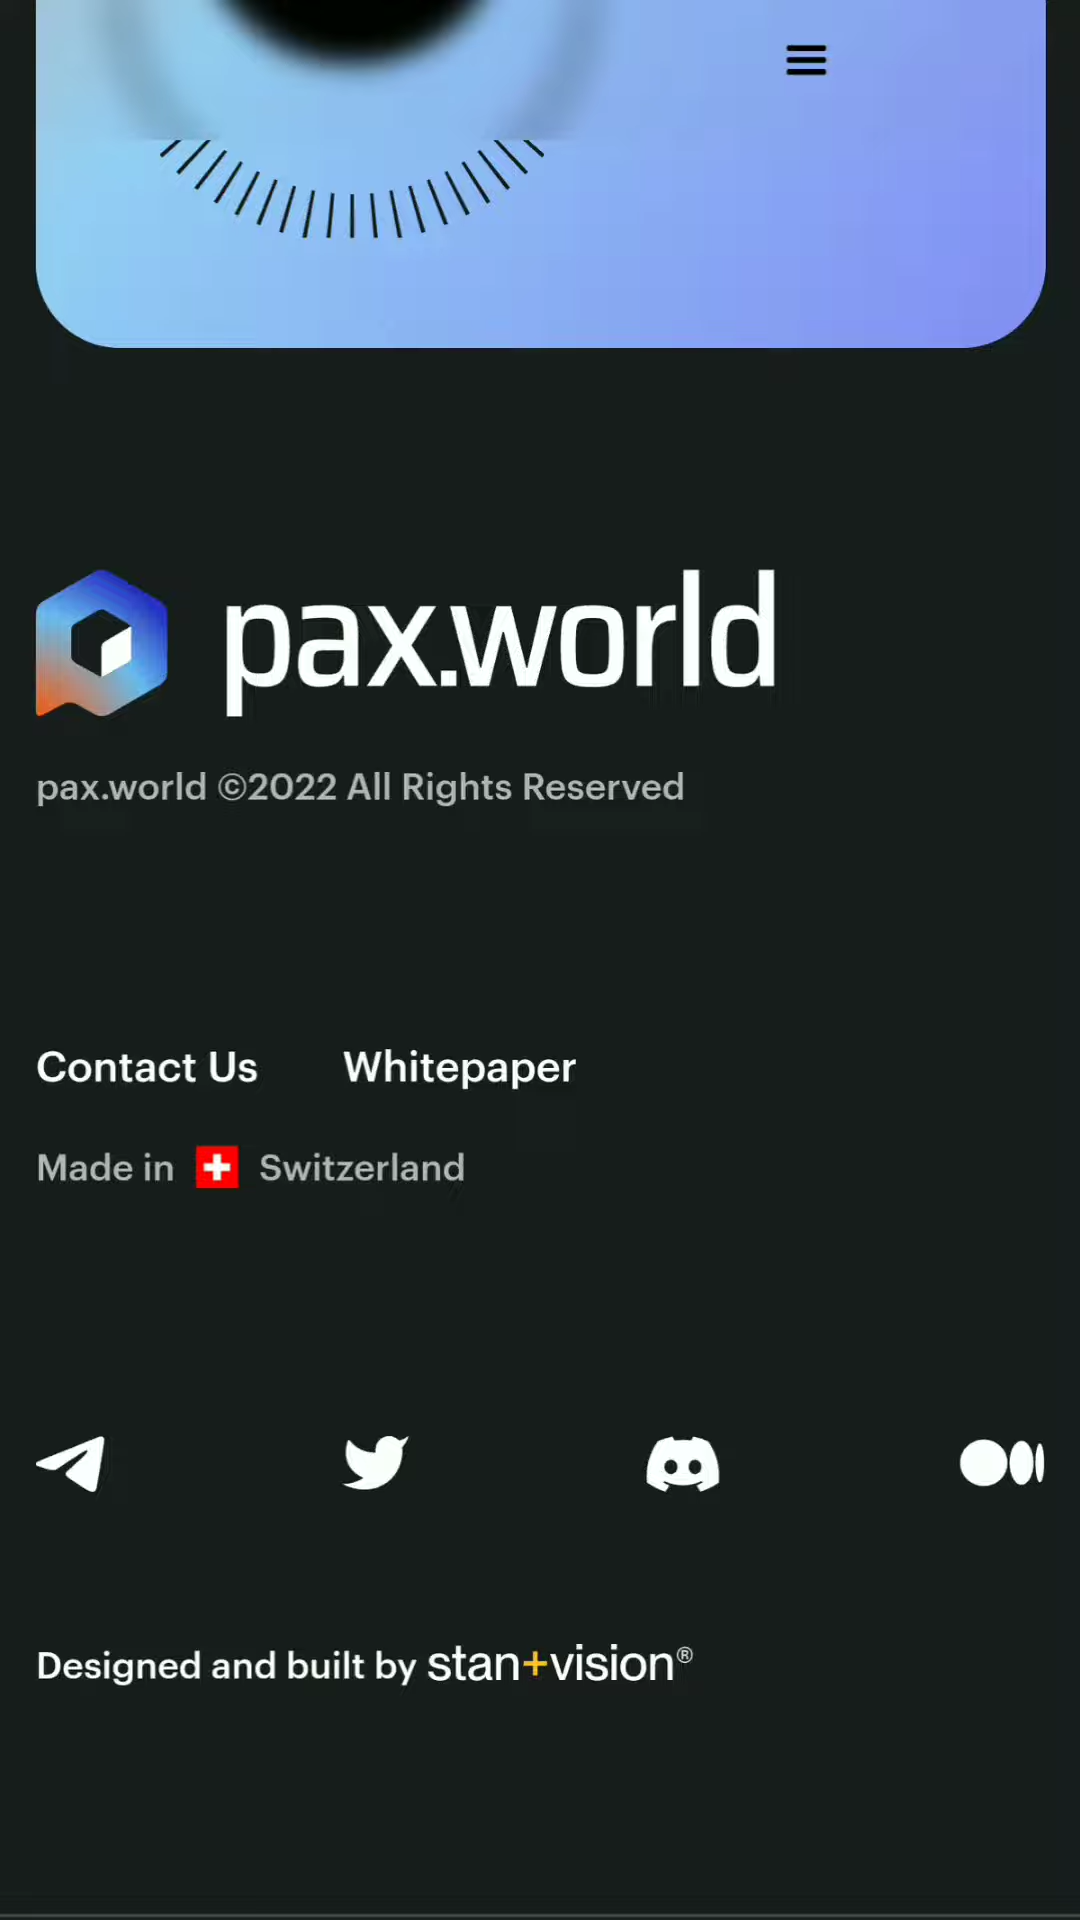 pax.world
pax.world ©2022 All Rights Reserved
Contact Us Whitepaper
Made in Switzerland
Designed and built by stan+vision®